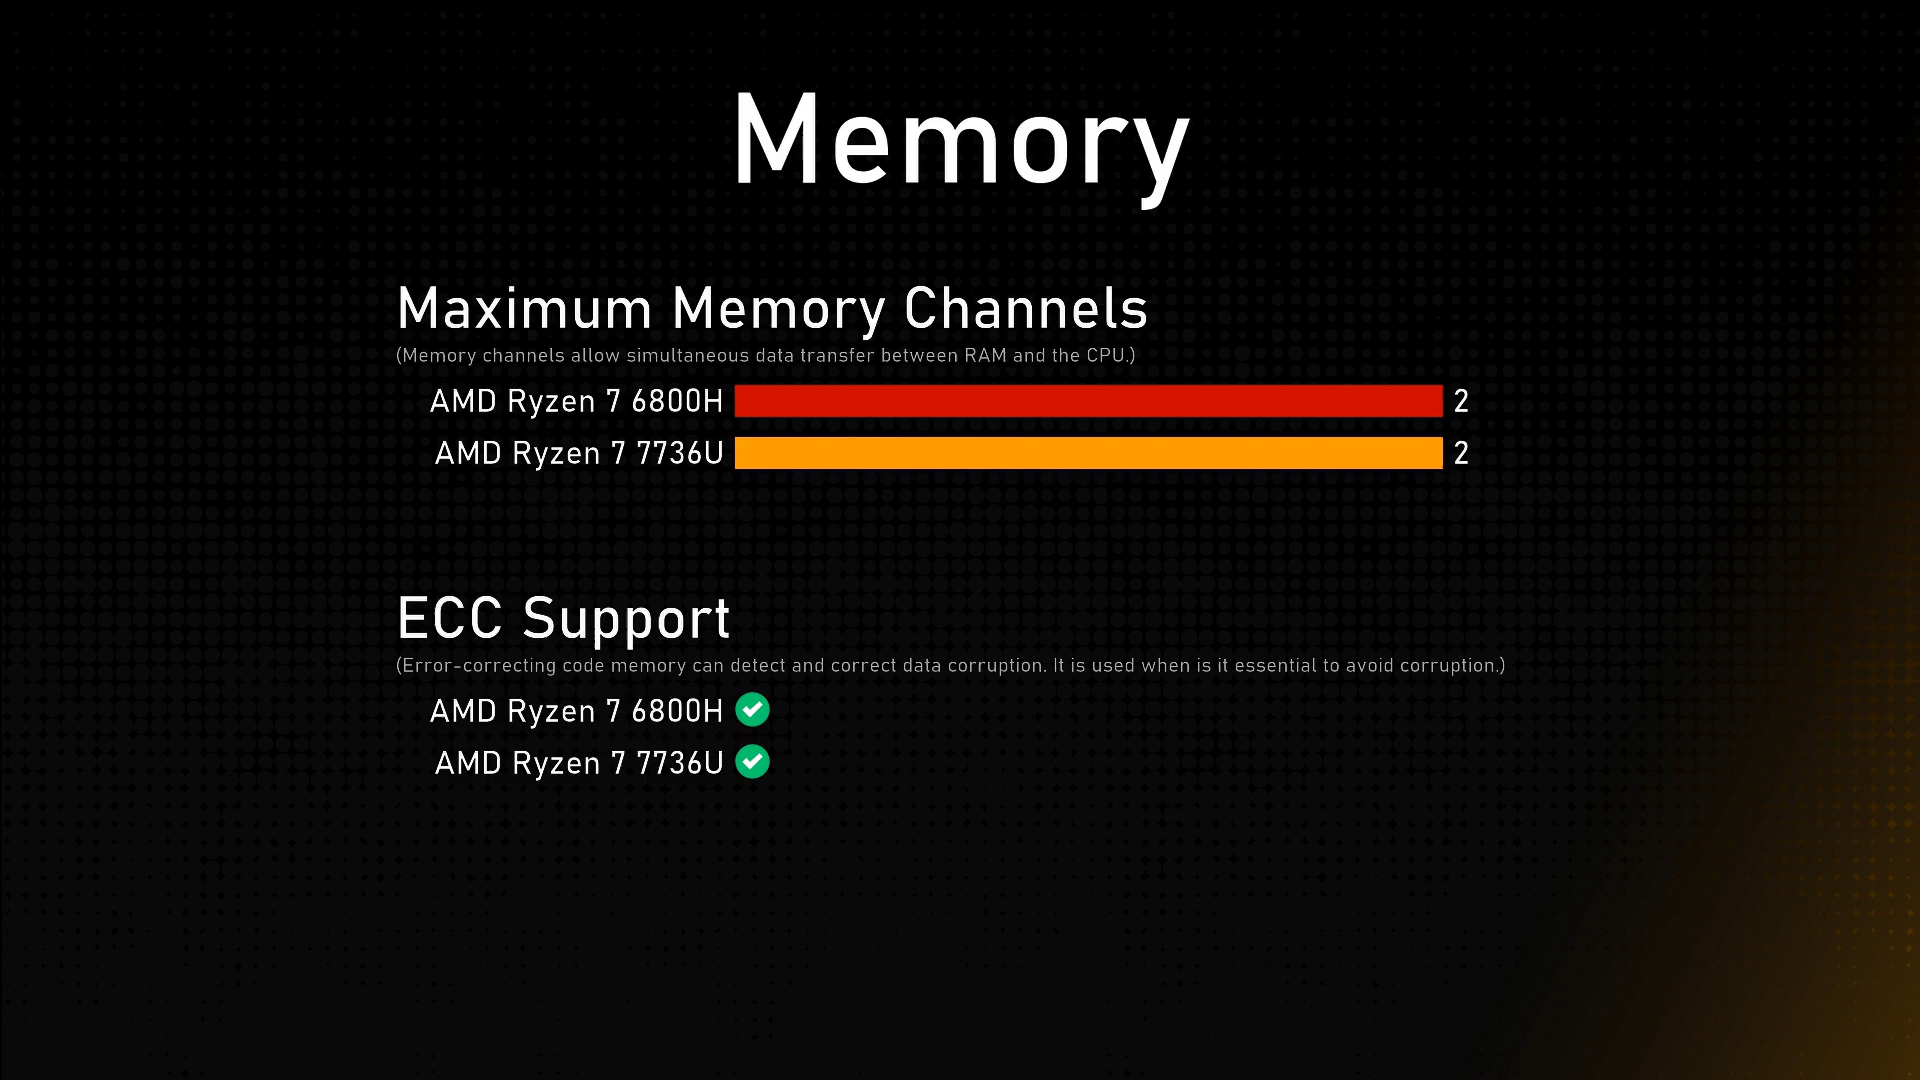 Memory
Maximum Memory Channels
(Memory channels allow simultaneous data transfer between RAM and the CPU.)
AMD Ryzen 7 6800H 2
AMD Ryzen 7 7736U 2
ECC Support
(Error-correcting code memory can detect and correct data corruption. It is used when is it essential to avoid corruption.)
AMD Ryzen 7 6800H
AMD Ryzen 7 7736U